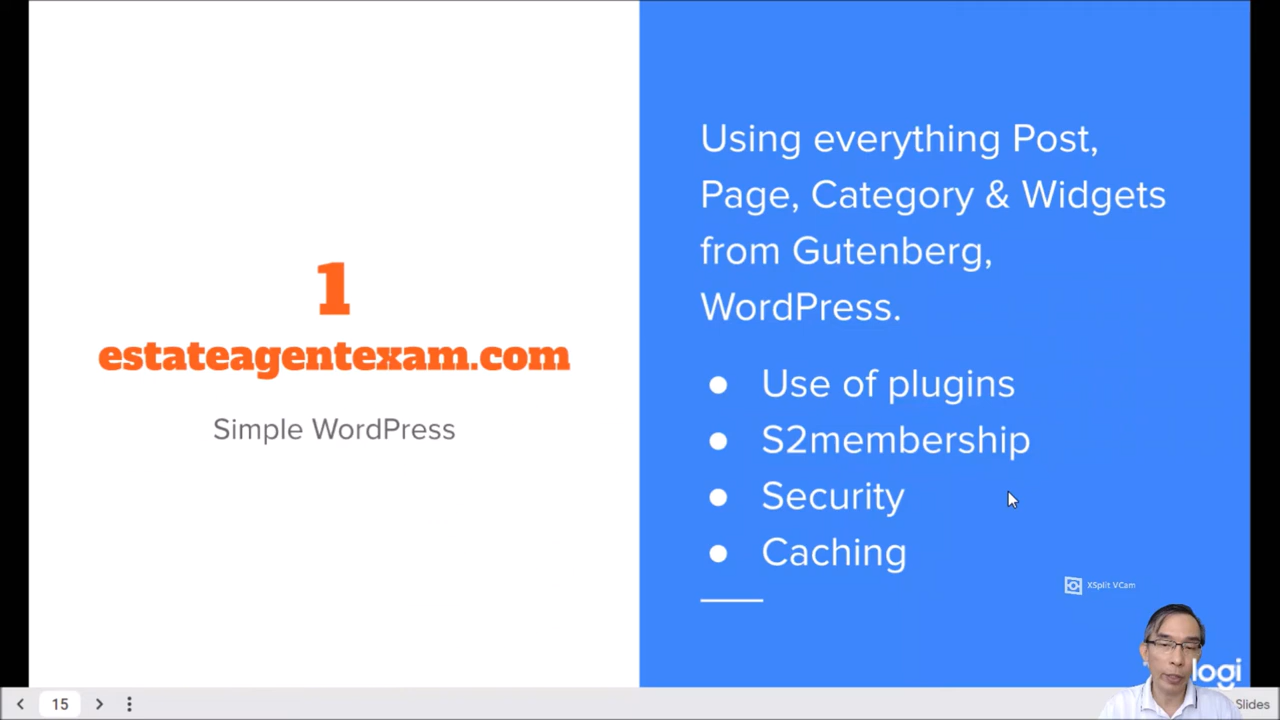 1
estateagentexam.com
Simple WordPress
Using everything Post,
Page, Category & Widgets
from Gutenberg,
WordPress.
● Use of plugins
● S2membership
● Security
● Caching
XSplit VCam
logi
15
Slides